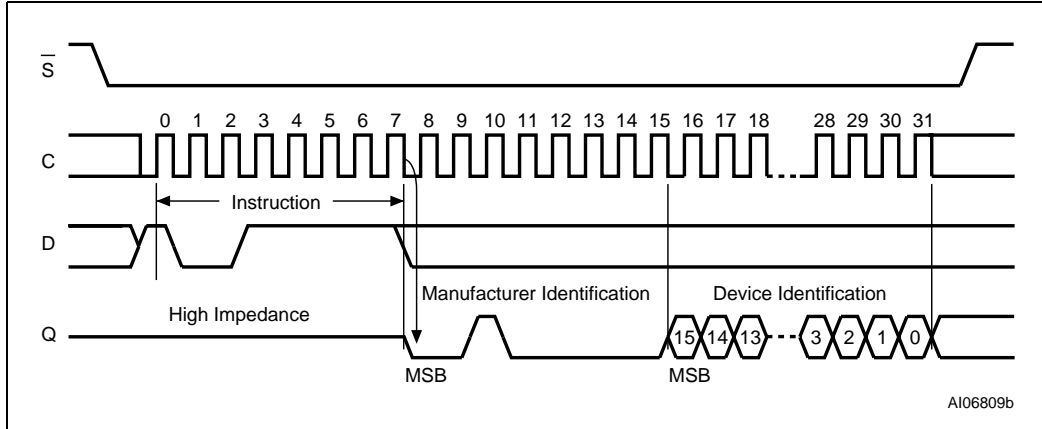 S
0 1 2 3 4 5 6 7 8 9 10 11 12 13 14 15 16 17 18 28 29 30 31
C
Instruction
D
Manufacturer Identification Device Identification
High Impedance
Q 15 14 13 3 2 1 0
MSB MSB
AI06809b